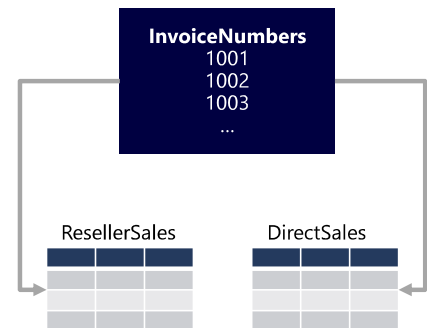 InvoiceNumbers
1001
1002
1003
...
ResellerSales
DirectSales